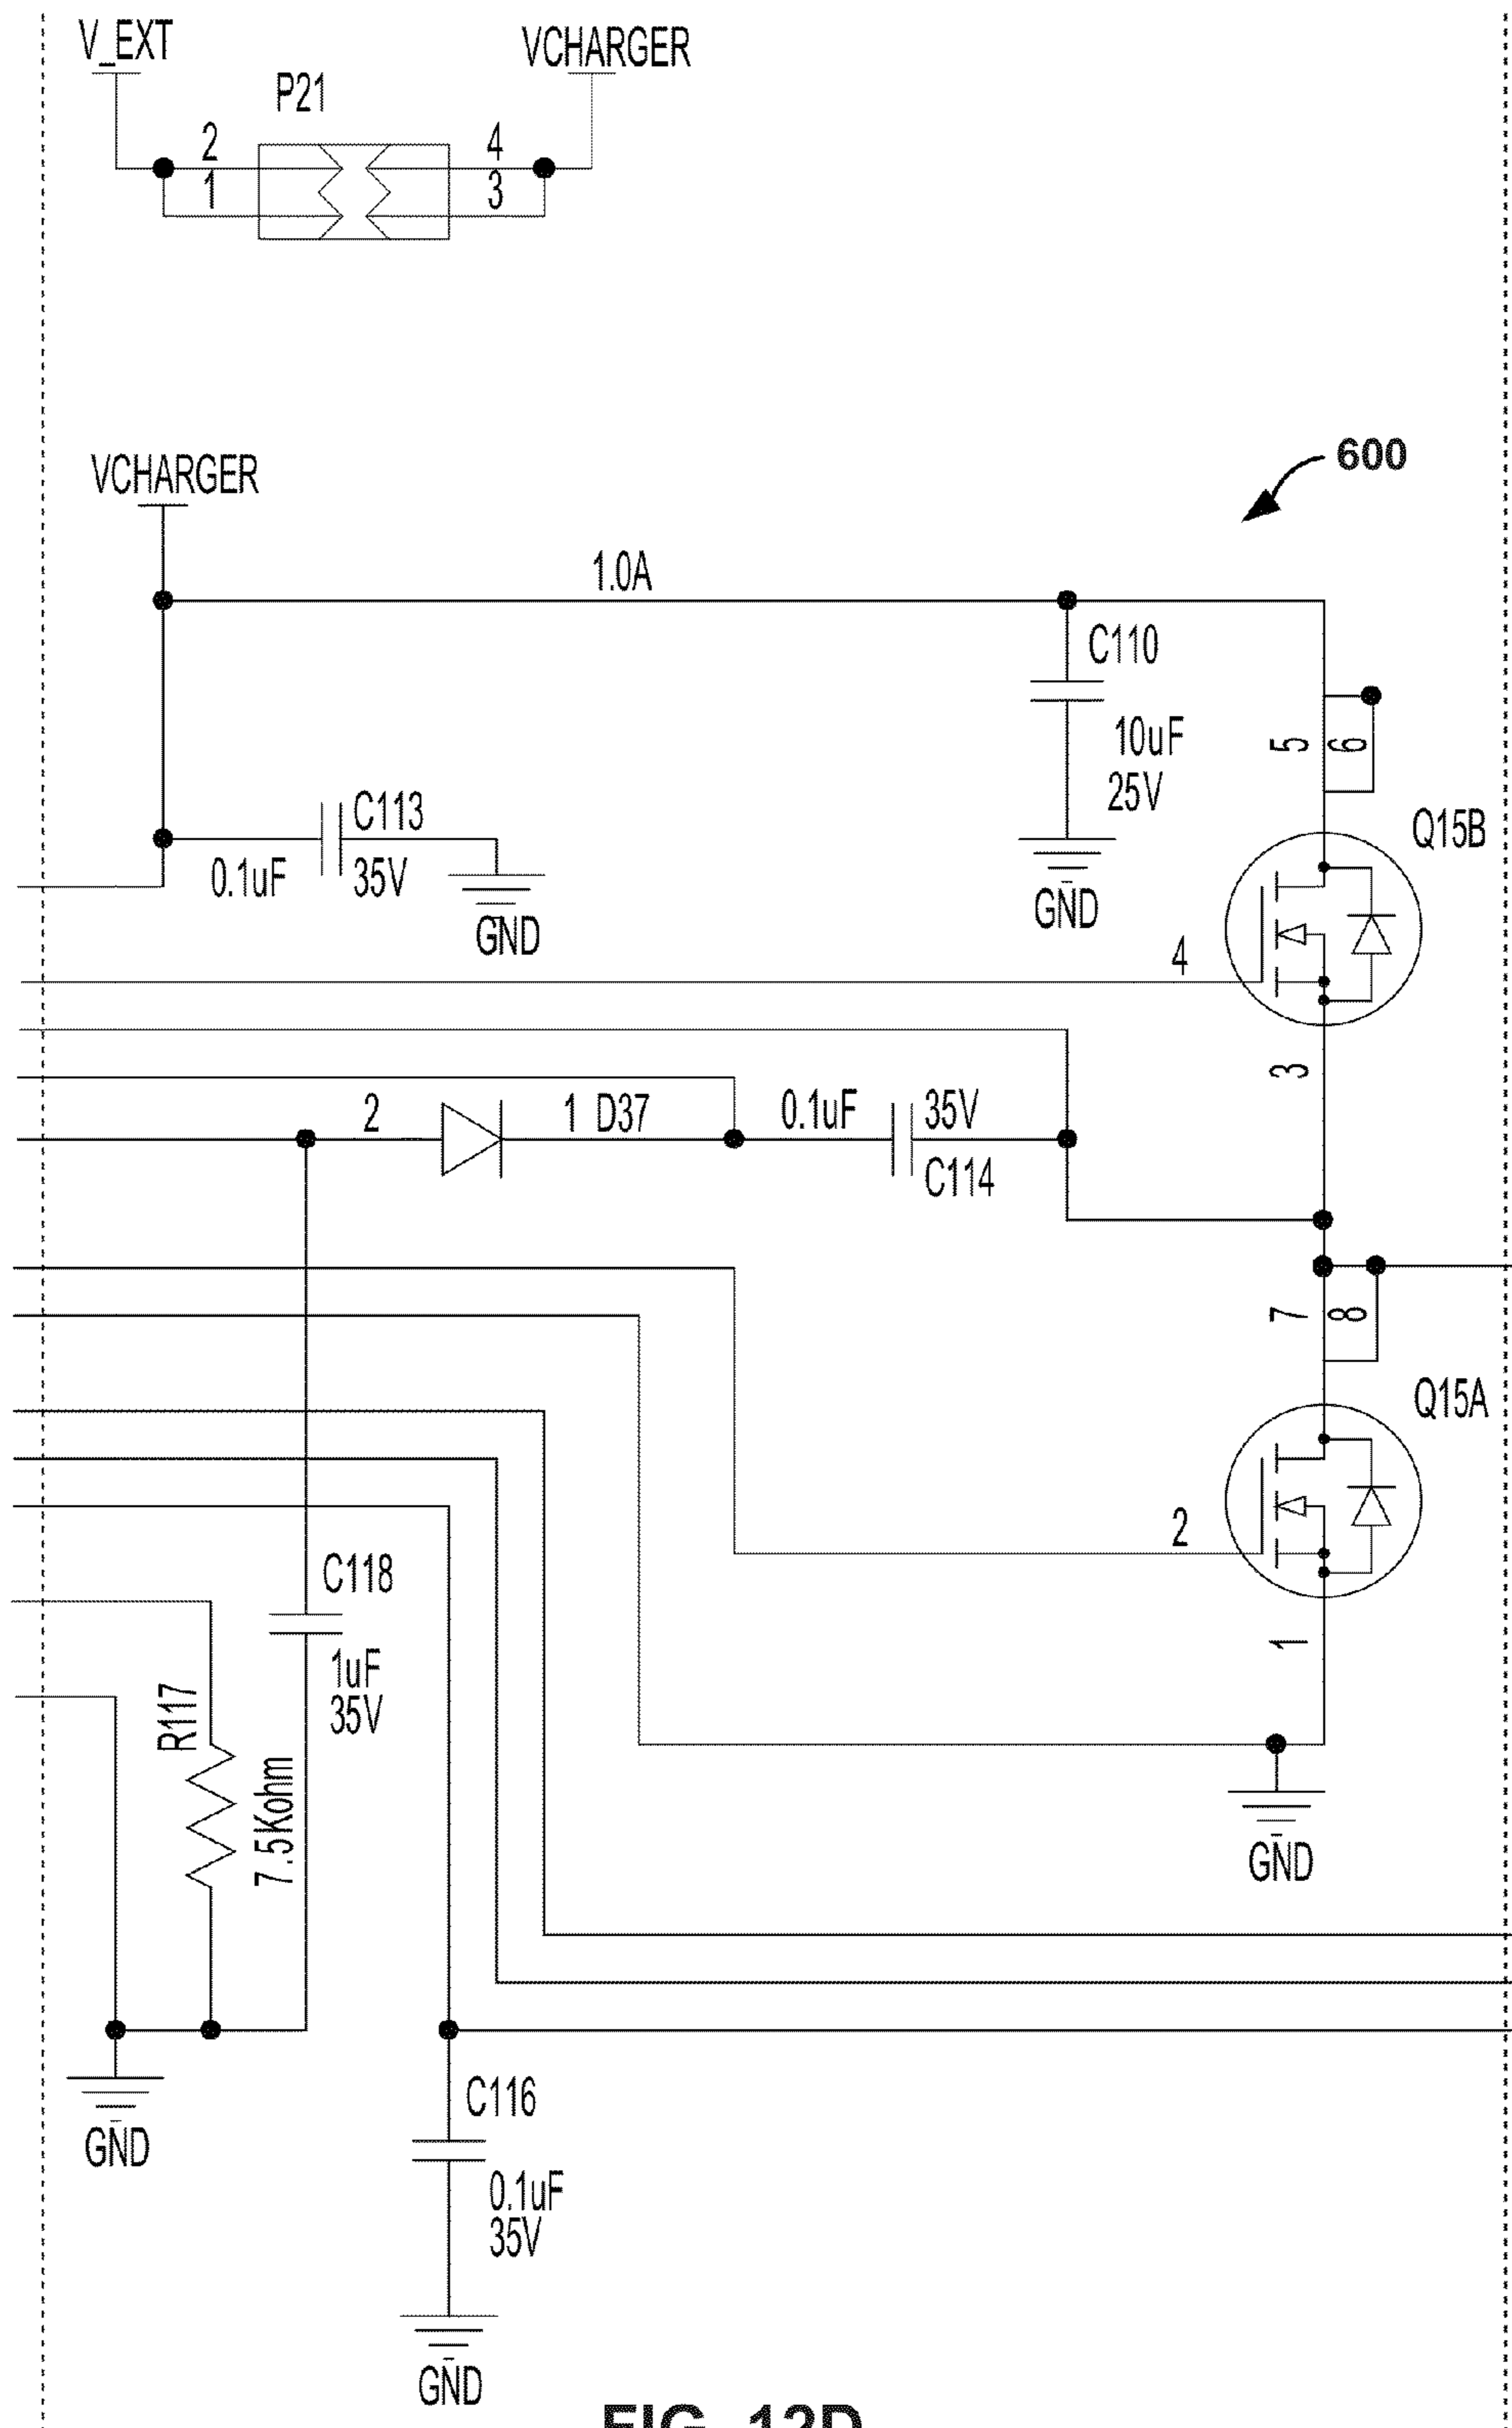 V_EXT
VCHARGER
P21
2
4
1
3
600
VCHARGER
1.0A
C110
10uF
25V
5
6
C113
0.1uF
35V
GND
GND
Q15B
4
3
2
1 D37
0.1uF
35V
C114
7
8
Q15A
2
C118
1uF
35V
1
R117
7.5Kohm
GND
GND
C116
0.1uF
35V
GND
FIG. 12D